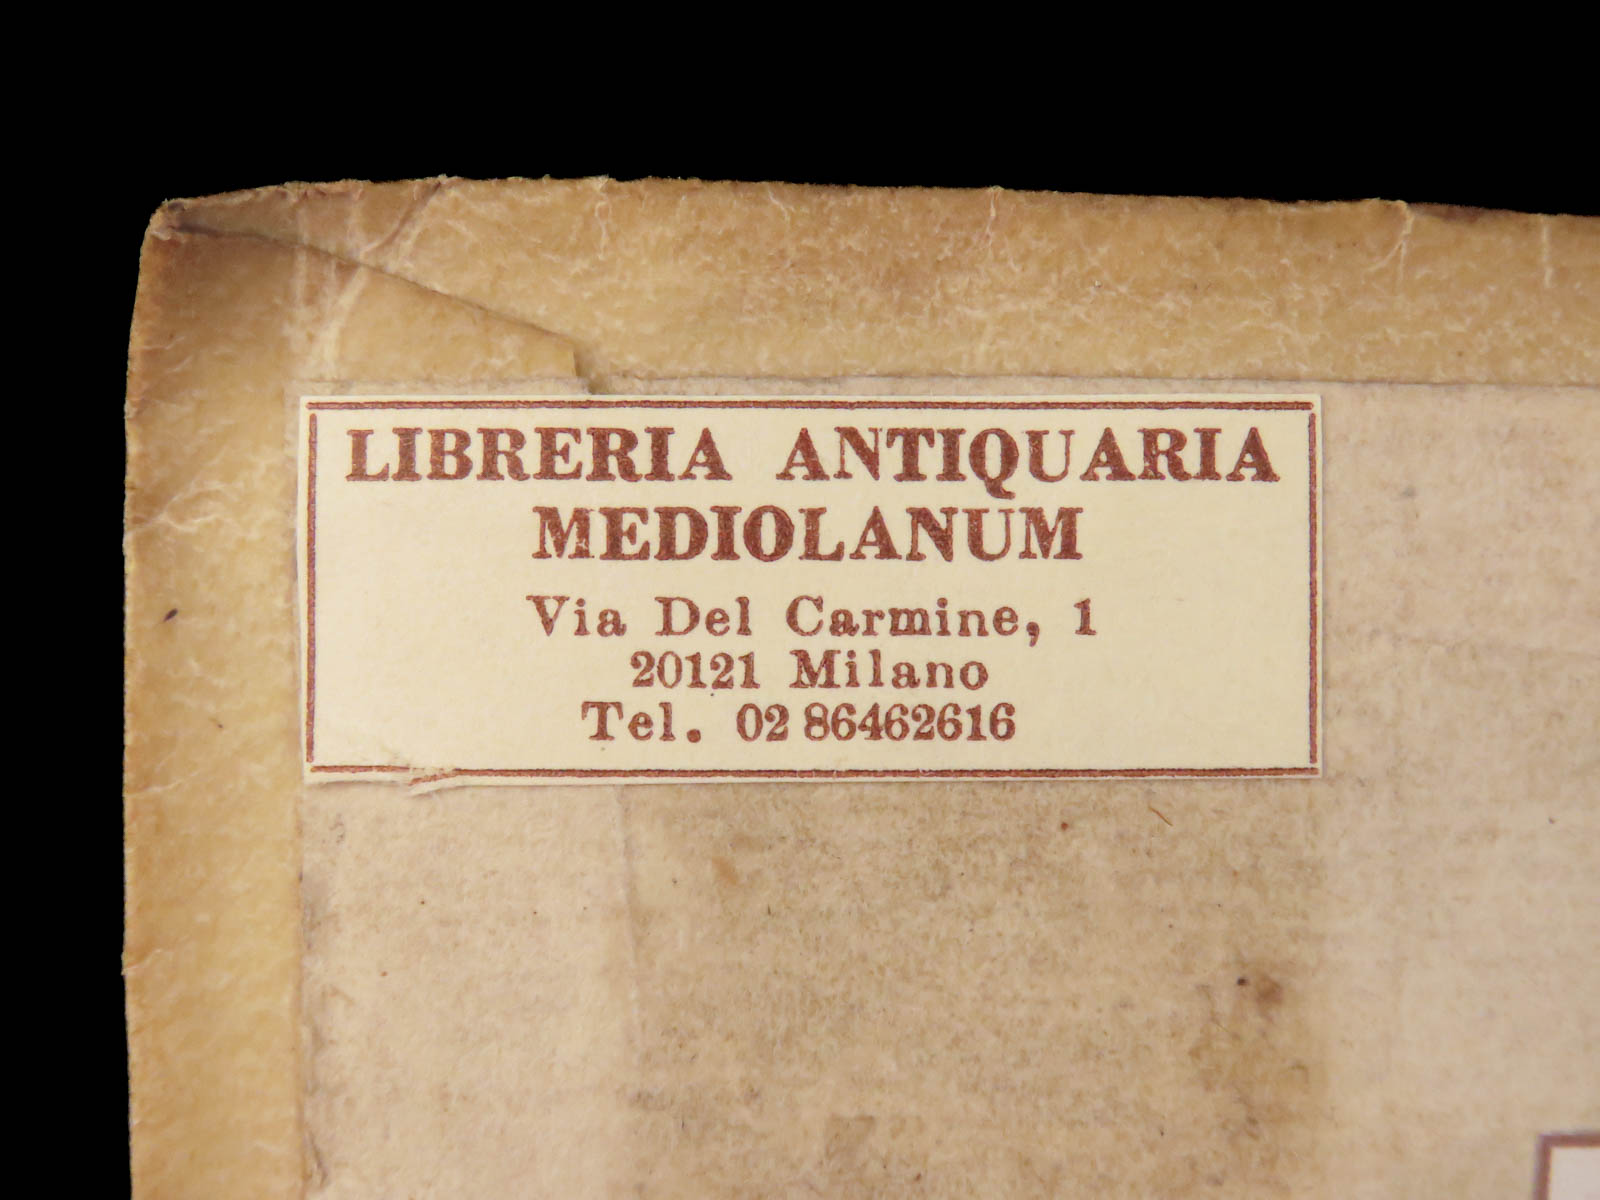 LIBRERIA ANTIQUARIA
MEDIOLANUM
Via Del Carmine, 1
20121 Milano
Tel. 02 86462616